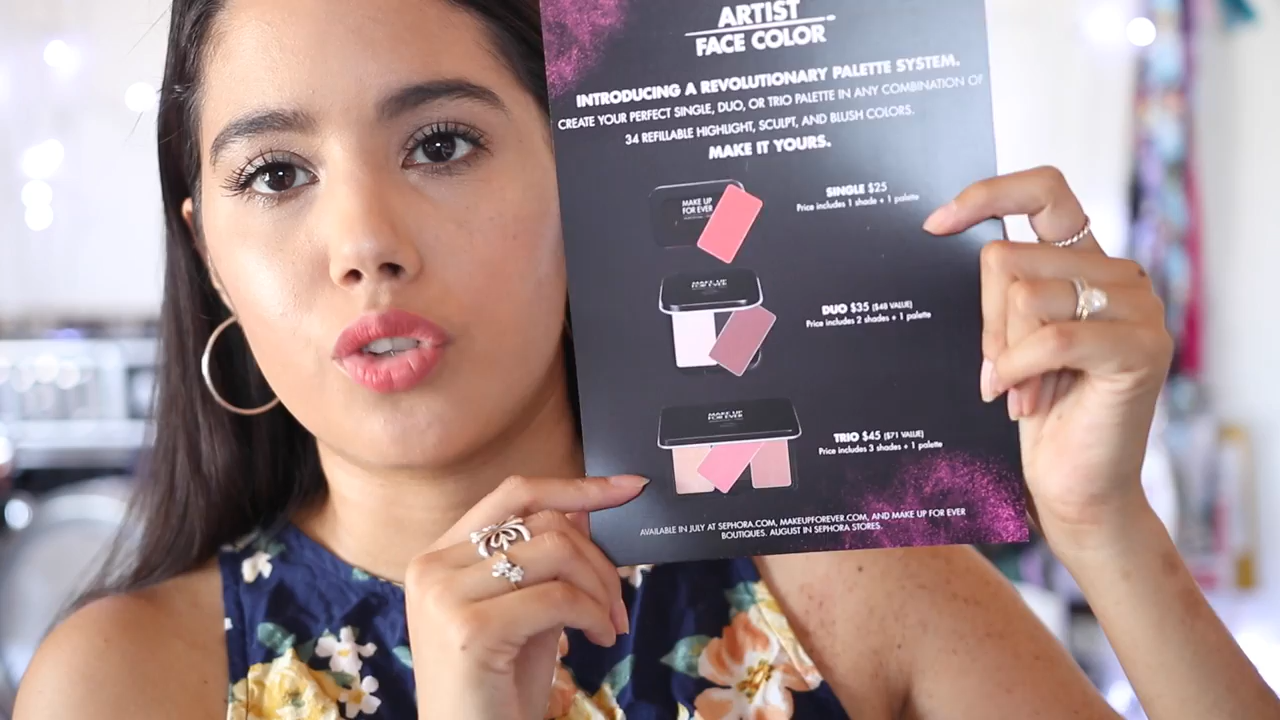 ARTIST
FACE COLOR
INTRODUCING A REVOLUTIONARY PALETTE SYSTEM.
CREATE YOUR PERFECT SINGLE, DUO, OR TRIO PALETTE IN ANY COMBINATION OF
34 REFILLABLE HIGHLIGHT, SCULPT, AND BLUSH COLORS.
MAKE IT YOURS.
MAKE UP
FOR EVER
SINGLE $25
Price includes 1 shade + 1 palette
MAKE UP
FOR EVER
DUO $35 ($48 VALUE)
Price includes 2 shades + 1 palette
MAKE UP
FOR EVER
TRIO $45 ($71 VALUE)
Price includes 3 shades + 1 palette
AVAILABLE IN JULY AT SEPHORA.COM, MAKEUPFOREVER.COM, AND MAKE UP FOR EVER
BOUTIQUES. AUGUST IN SEPHORA STORES.